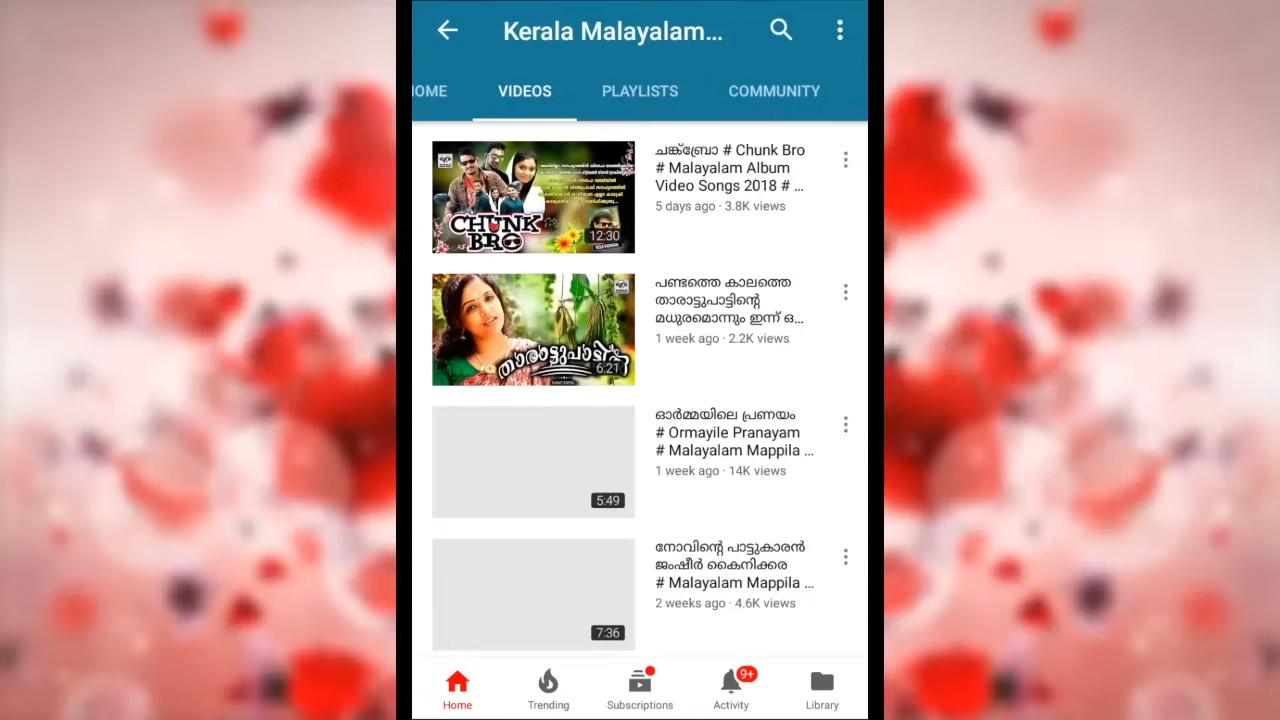 Kerala Malayalam...
OME VIDEOS PLAYLISTS COMMUNITY
CHUNK
BRO
12:30
ചങ്ക്ബ്രോ # Chunk Bro
# Malayalam Album
Video Songs 2018 # ...
5 days ago · 3.8K views
താരാട്ടുപാട്ടിന്റെ
6:21
പണ്ടത്തെ കാലത്തെ
താരാട്ടുപാട്ടിന്റെ
മധുരമൊന്നും ഇന്ന് ഒ...
1 week ago · 2.2K views
5:49
ഓർമ്മയിലെ പ്രണയം
# Ormayile Pranayam
# Malayalam Mappila ...
1 week ago · 14K views
7:36
നോവിന്റെ പാട്ടുകാരൻ
ജംഷീർ കൈനിക്കര
# Malayalam Mappila ...
2 weeks ago · 4.6K views
9+
Home Trending Subscriptions Activity Library